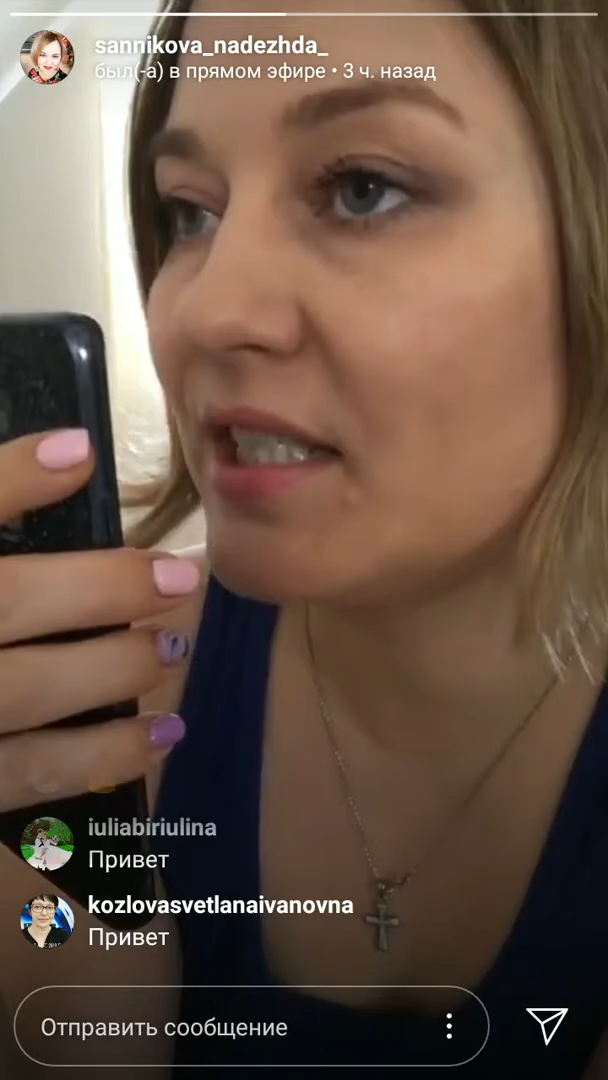 sannikova_nadezhda_
был(-а) в прямом эфире • 3 ч. назад
iuliabiriulina
Привет
kozlovasvetlanaivanovna
Привет
Отправить сообщение